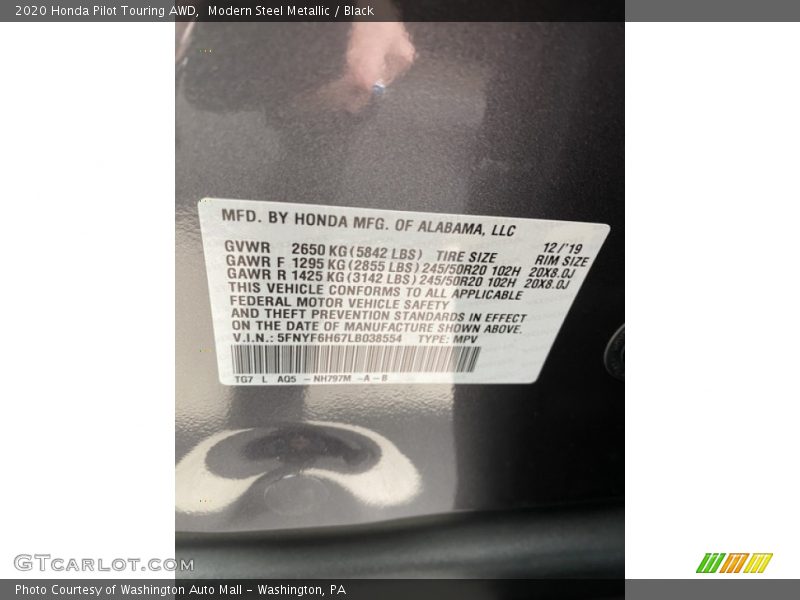 2020 Honda Pilot Touring AWD,  Modern Steel Metallic / Black
MFD. BY HONDA MFG. OF ALABAMA, LLC 12/'19
GVWR 2650 KG (5842 LBS) TIRE SIZE RIM SIZE
GAWR F 1295 KG (2855 LBS) 245/50R20 102H 20X8.0J
GAWR R 1425 KG (3142 LBS) 245/50R20 102H 20X8.0J
THIS VEHICLE CONFORMS TO ALL APPLICABLE
FEDERAL MOTOR VEHICLE SAFETY
AND THEFT PREVENTION STANDARDS IN EFFECT
ON THE DATE OF MANUFACTURE SHOWN ABOVE.
V.I.N.: 5FNYF6H67LB038554 TYPE: MPV
TG7 L AQ5 - NH797M -A-B
GTCARLOT.COM
Photo Courtesy of Washington Auto Mall - Washington, PA